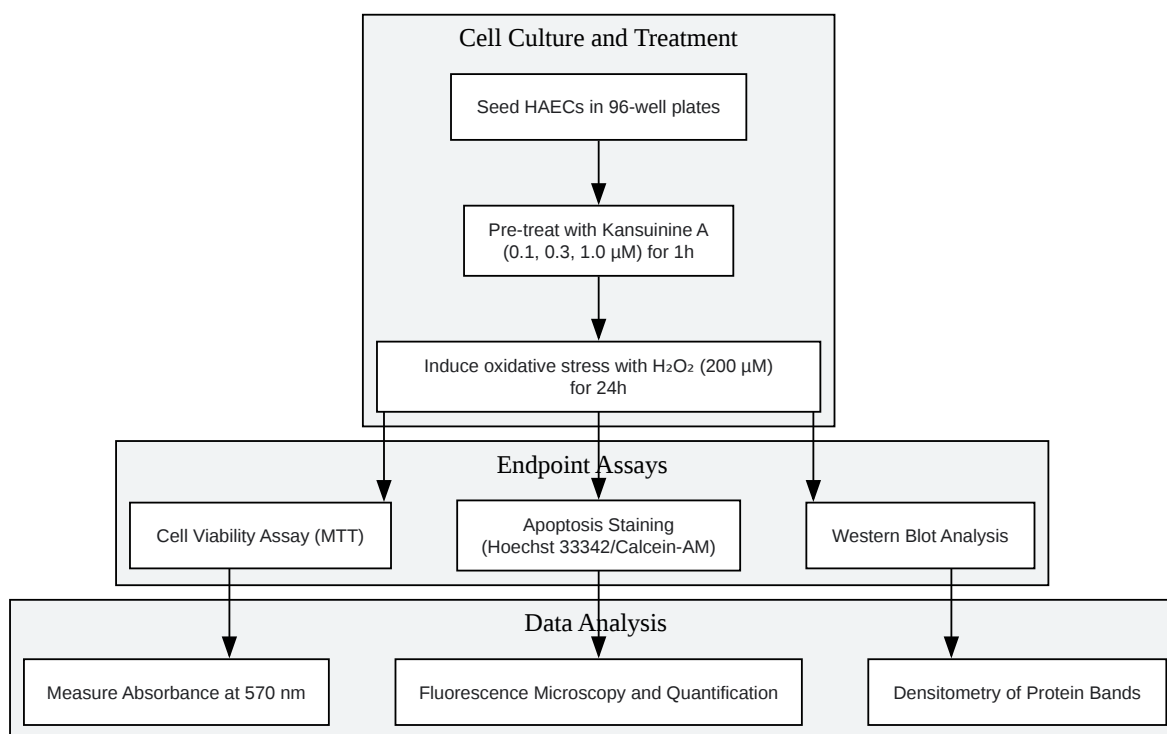 Cell Culture and Treatment
Seed HAECs in 96-well plates
Pre-treat with Kansuinine A
(0.1, 0.3, 1.0 µM) for 1h
Induce oxidative stress with H₂O₂ (200 µM)
for 24h
Endpoint Assays
Cell Viability Assay (MTT)
Apoptosis Staining
(Hoechst 33342/Calcein-AM)
Western Blot Analysis
Data Analysis
Measure Absorbance at 570 nm
Fluorescence Microscopy and Quantification
Densitometry of Protein Bands